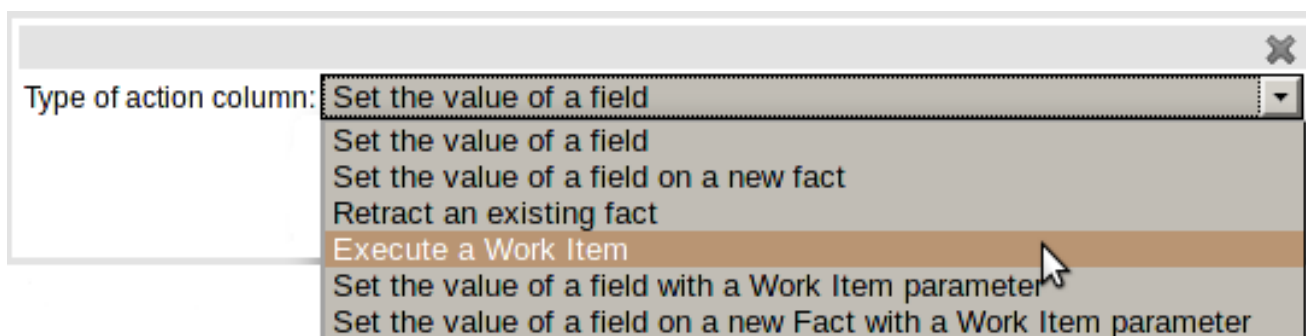 Type of action column: Set the value of a field
Set the value of a field
Set the value of a field on a new fact
Retract an existing fact
Execute a Work Item
Set the value of a field with a Work Item parameter
Set the value of a field on a new Fact with a Work Item parameter